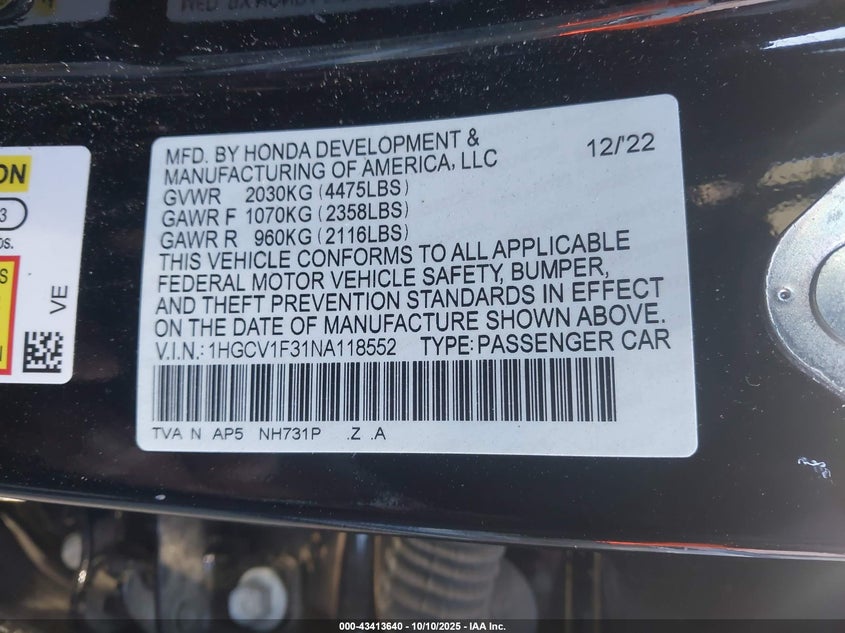 MFD. BY HONDA DEVELOPMENT &
MANUFACTURING OF AMERICA, LLC
12/'22
GVWR 2030KG (4475LBS)
GAWR F 1070KG (2358LBS)
GAWR R 960KG (2116LBS)
THIS VEHICLE CONFORMS TO ALL APPLICABLE
FEDERAL MOTOR VEHICLE SAFETY, BUMPER,
AND THEFT PREVENTION STANDARDS IN EFFECT
ON THE DATE OF MANUFACTURE SHOWN ABOVE.
V.I.N.: 1HGCV1F31NA118552 TYPE: PASSENGER CAR
TVA N AP5 NH731P .Z .A
VE
000-43413640 - 10/10/2025 - IAA Inc.